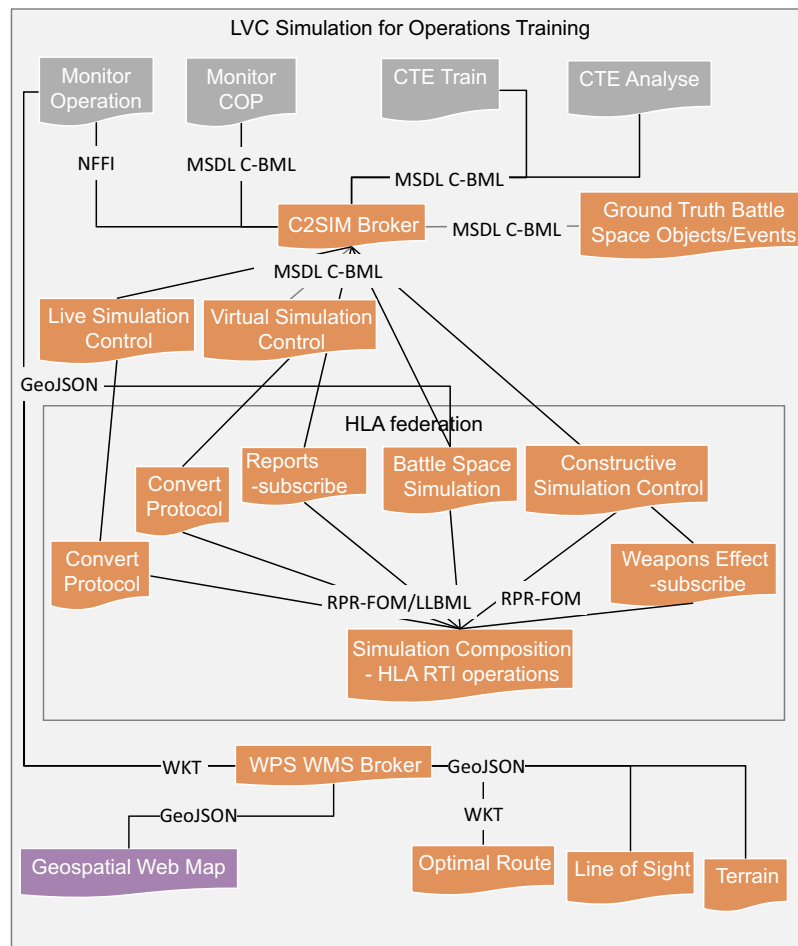 LVC Simulation for Operations Training
Monitor
Operation
Monitor
COP
CTE Train
CTE Analyse
NFFI
MSDL C-BML
MSDL C-BML
C2SIM Broker
MSDL C-BML
Ground Truth Battle
Space Objects/Events
MSDL C-BML
Live Simulation
Control
Virtual Simulation
Control
GeoJSON
HLA federation
Convert
Protocol
Reports
-subscribe
Battle Space
Simulation
Constructive
Simulation Control
Convert
Protocol
Weapons Effect
-subscribe
RPR-FOM/LLBML
RPR-FOM
Simulation Composition
- HLA RTI operations
WKT
WPS WMS Broker
GeoJSON
GeoJSON
WKT
Geospatial Web Map
Optimal Route
Line of Sight
Terrain